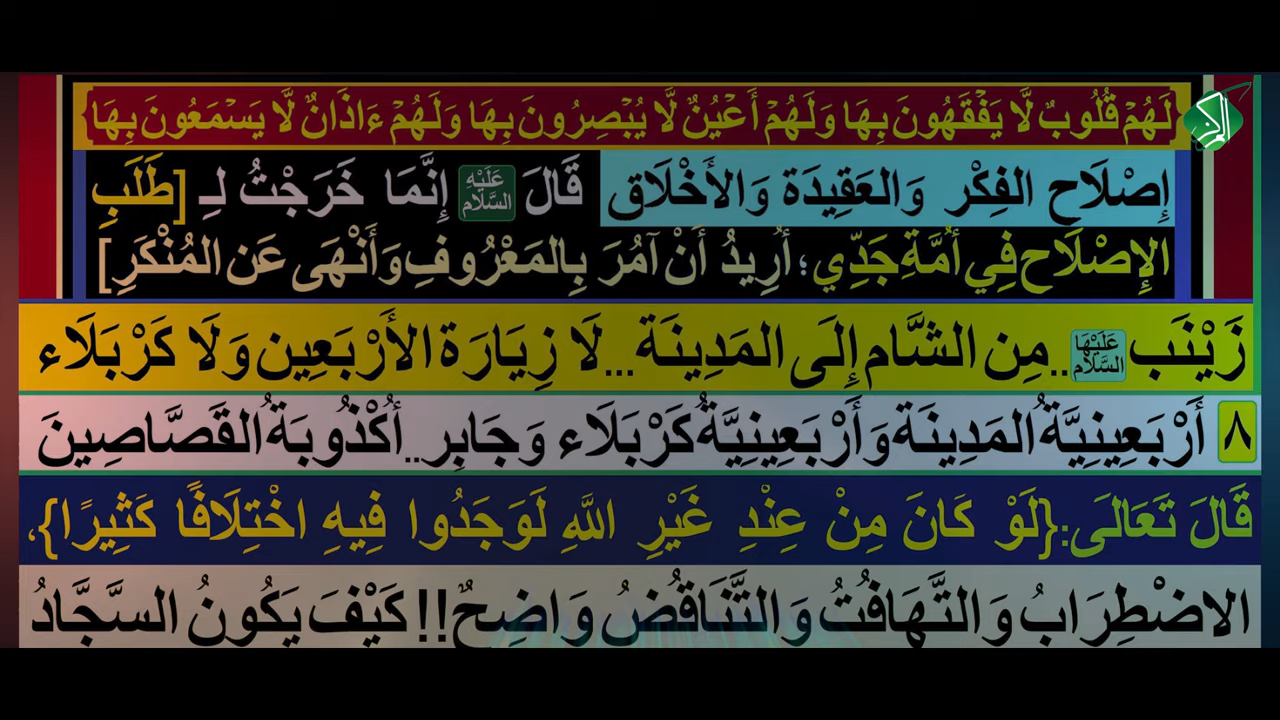 {لَهُمْ قُلُوبٌ لَّا يَفْقَهُونَ بِهَا وَلَهُمْ أَعْيُنٌ لَّا يُبْصِرُونَ بِهَا وَلَهُمْ ءَاذَانٌ لَّا يَسْمَعُونَ بِهَا}
إِصْلَاحِ الفِكْرِ وَالعَقِيدَةِ وَالأَخْلَاقِ قَالَ عَلَيْهِ السَّلَام إِنَّمَا خَرَجْتُ لِـ [طَلَبِ
الإِصْلَاحِ فِي أُمَّةِ جَدِّي؛ أُرِيدُ أَنْ آمُرَ بِالمَعْرُوفِ وَأَنْهَى عَنِ المُنْكَرِ]
زَيْنَب عَلَيْهَا السَّلَام..مِنِ الشَّامِ إِلَى المَدِينَةِ ...لَا زِيَارَةَ الأَرْبَعِين وَلَا كَرْبَلَاء
٨ أَرْبَعِينِيَّةُ المَدِينَة وَأَرْبَعِينِيَّةُ كَرْبَلَاء وَجَابِر..أُكْذُوبَةُ القَصَّاصِينَ
قَالَ تَعَالَى:{لَوْ كَانَ مِنْ عِنْدِ غَيْرِ اللَّهِ لَوَجَدُوا فِيهِ اخْتِلَافًا كَثِيرًا}،
الاضْطِرَابُ وَالتَّهَافُتُ وَالتَّنَاقُضُ وَاضِحٌ!! كَيْفَ يَكُونُ السَّجَّادُ